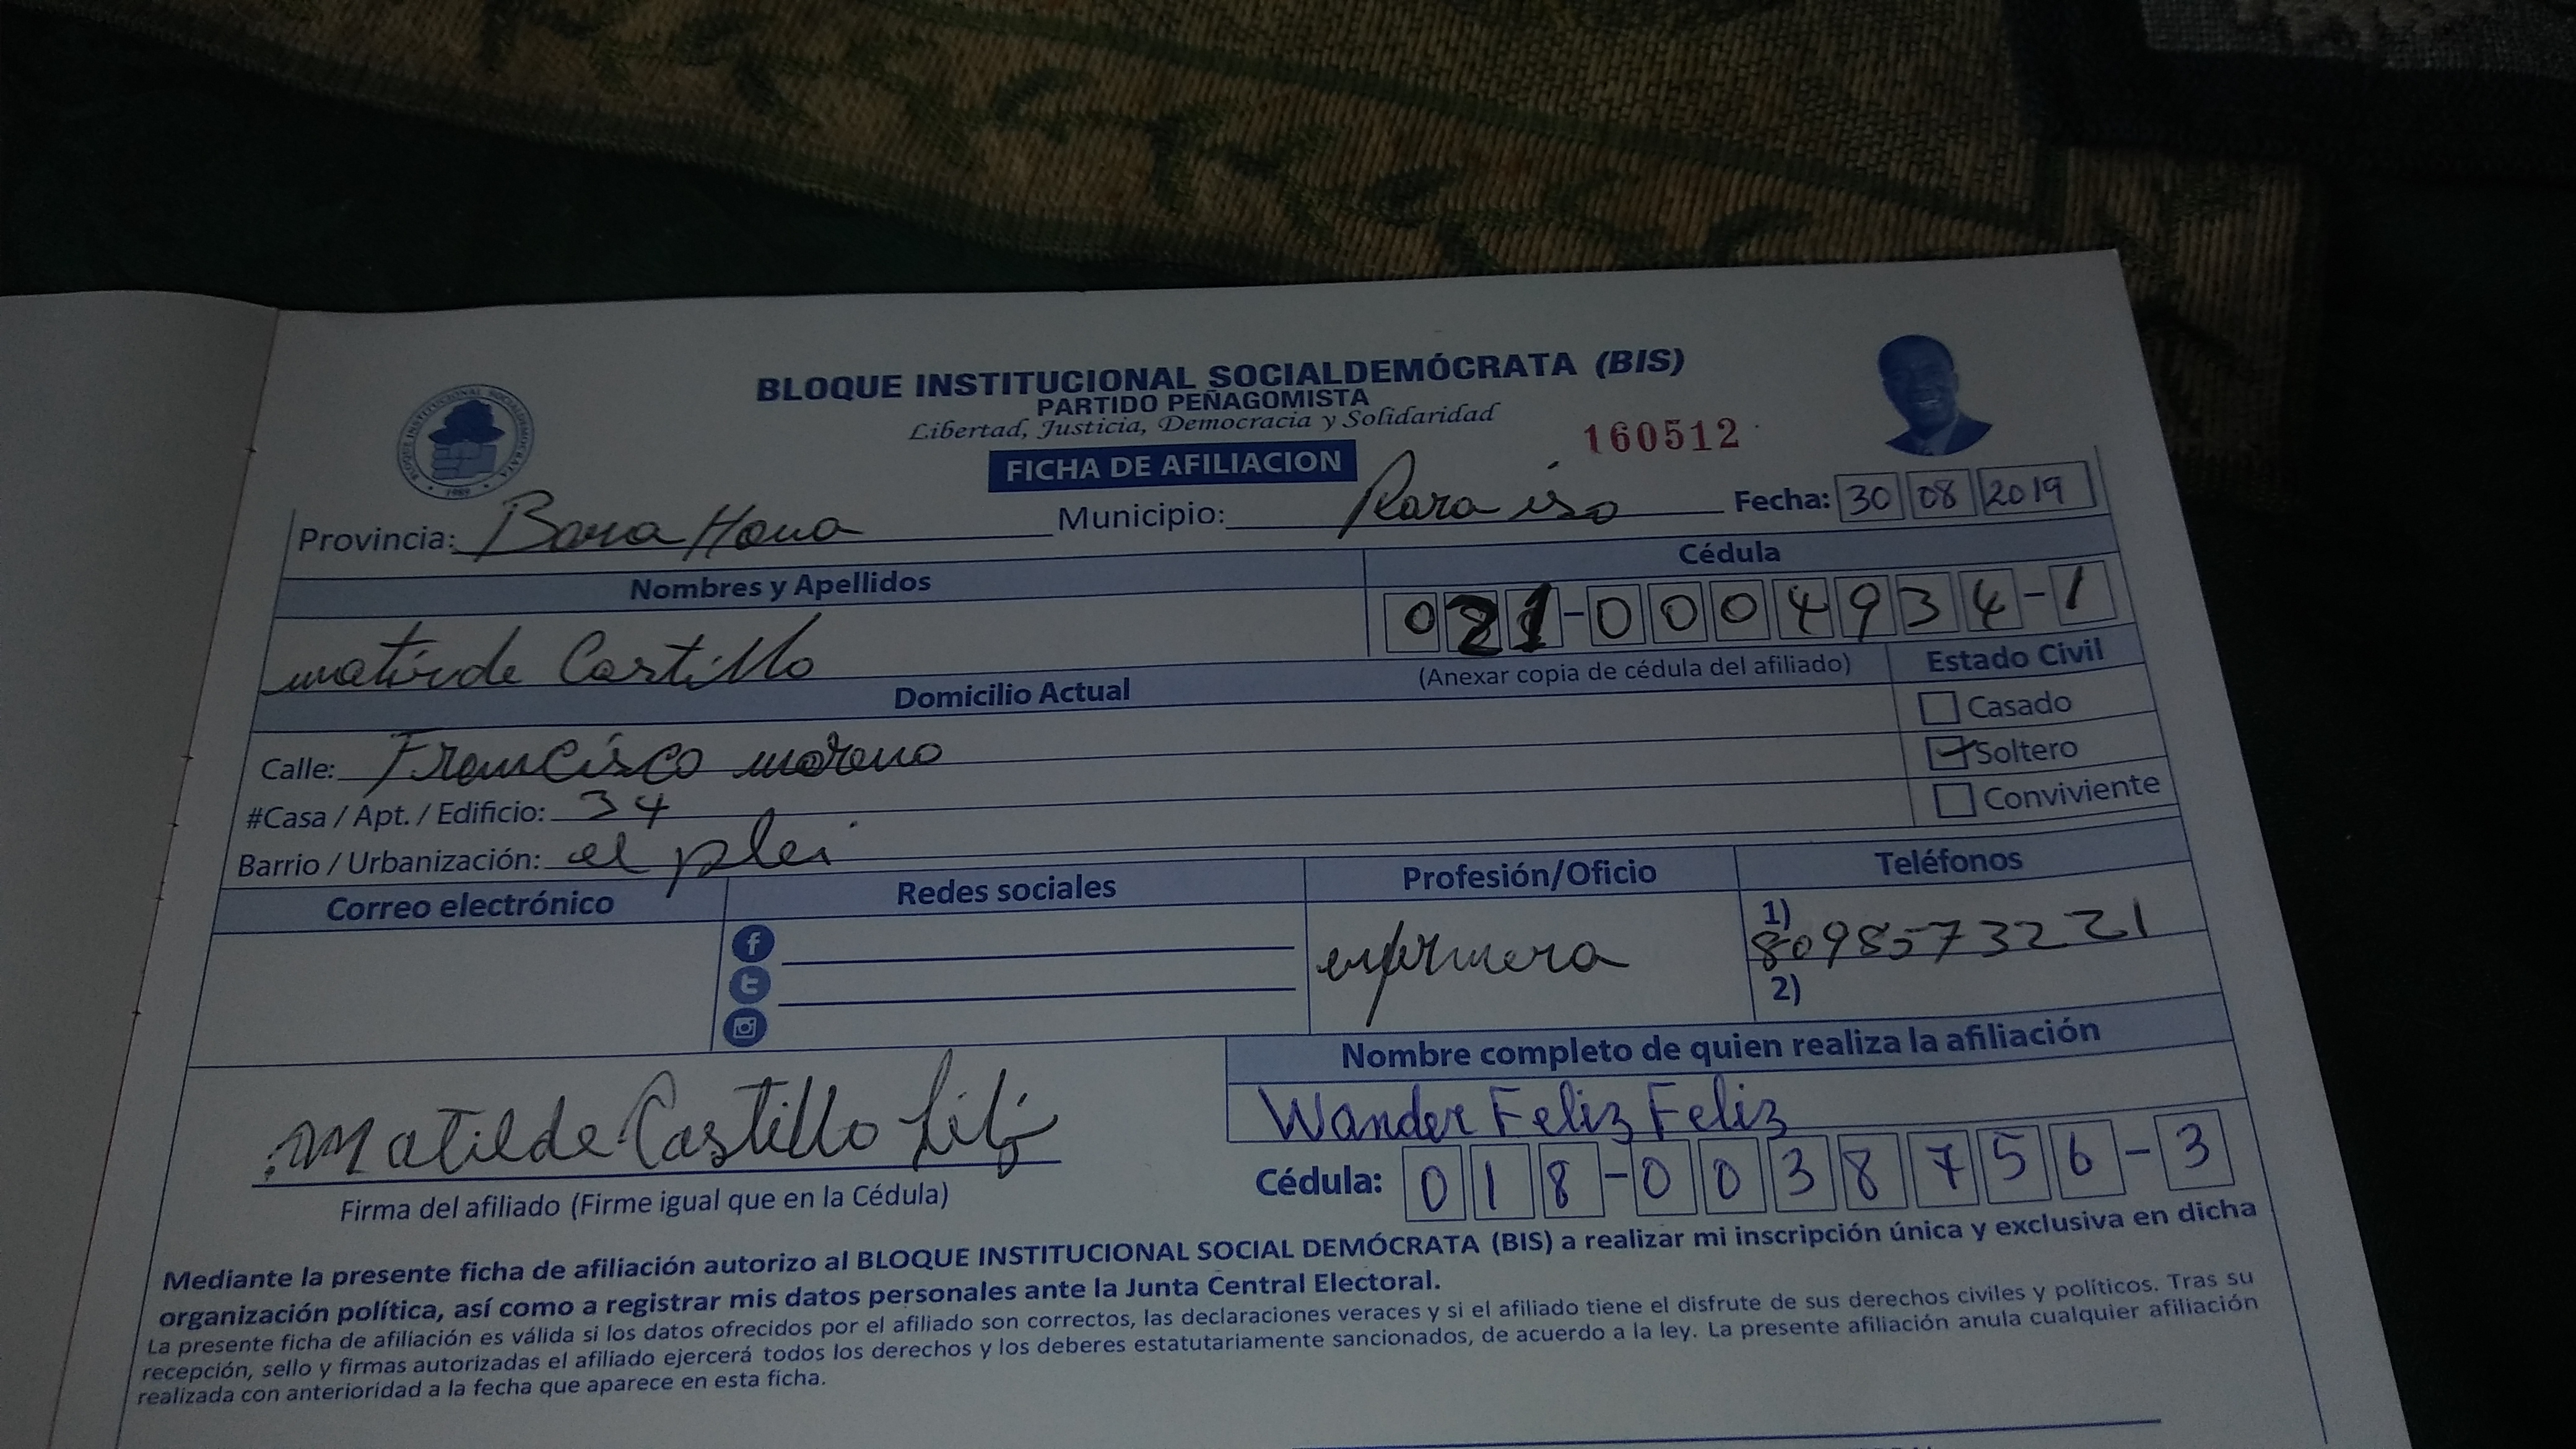 BLOQUE INSTITUCIONAL SOCIALDEMÓCRATA (BIS)
PARTIDO PEÑAGOMISTA
Libertad, Justicia, Democracia y Solidaridad
160512
BLOQUE INSTITUCIONAL SOCIALDEMOCRATA
1989
FICHA DE AFILIACION
Provincia: Bara Hona Municipio: Paraiso Fecha: 30 08 2019
Nombres y Apellidos Cédula
matirde Castillo 021-0004934-1
(Anexar copia de cédula del afiliado) Estado Civil
Domicilio Actual
Casado
Calle: Francisco moreno Soltero
#Casa / Apt. / Edificio: 34 Conviviente
Barrio / Urbanización: el plei
Correo electrónico Redes sociales Profesión/Oficio Teléfonos
enfermera 1) 8098573221
2)
Nombre completo de quien realiza la afiliación
Matilde Castillo Wander Feliz Feliz
Firma del afiliado (Firme igual que en la Cédula) Cédula: 018-0038756-3
Mediante la presente ficha de afiliación autorizo al BLOQUE INSTITUCIONAL SOCIAL DEMÓCRATA (BIS) a realizar mi inscripción única y exclusiva en dicha
organización política, así como a registrar mis datos personales ante la Junta Central Electoral.
La presente ficha de afiliación es válida si los datos ofrecidos por el afiliado son correctos, las declaraciones veraces y si el afiliado tiene el disfrute de sus derechos civiles y políticos. Tras su
recepción, sello y firmas autorizadas el afiliado ejercerá todos los derechos y los deberes estatutariamente sancionados, de acuerdo a la ley. La presente afiliación anula cualquier afiliación
realizada con anterioridad a la fecha que aparece en esta ficha.